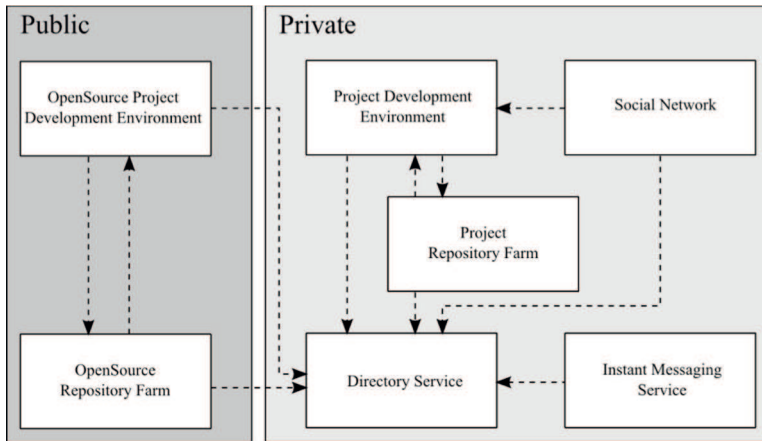 Public
OpenSource Project
Development Environment
OpenSource
Repository Farm
Private
Project Development
Environment
Social Network
Project
Repository Farm
Directory Service
Instant Messaging
Service